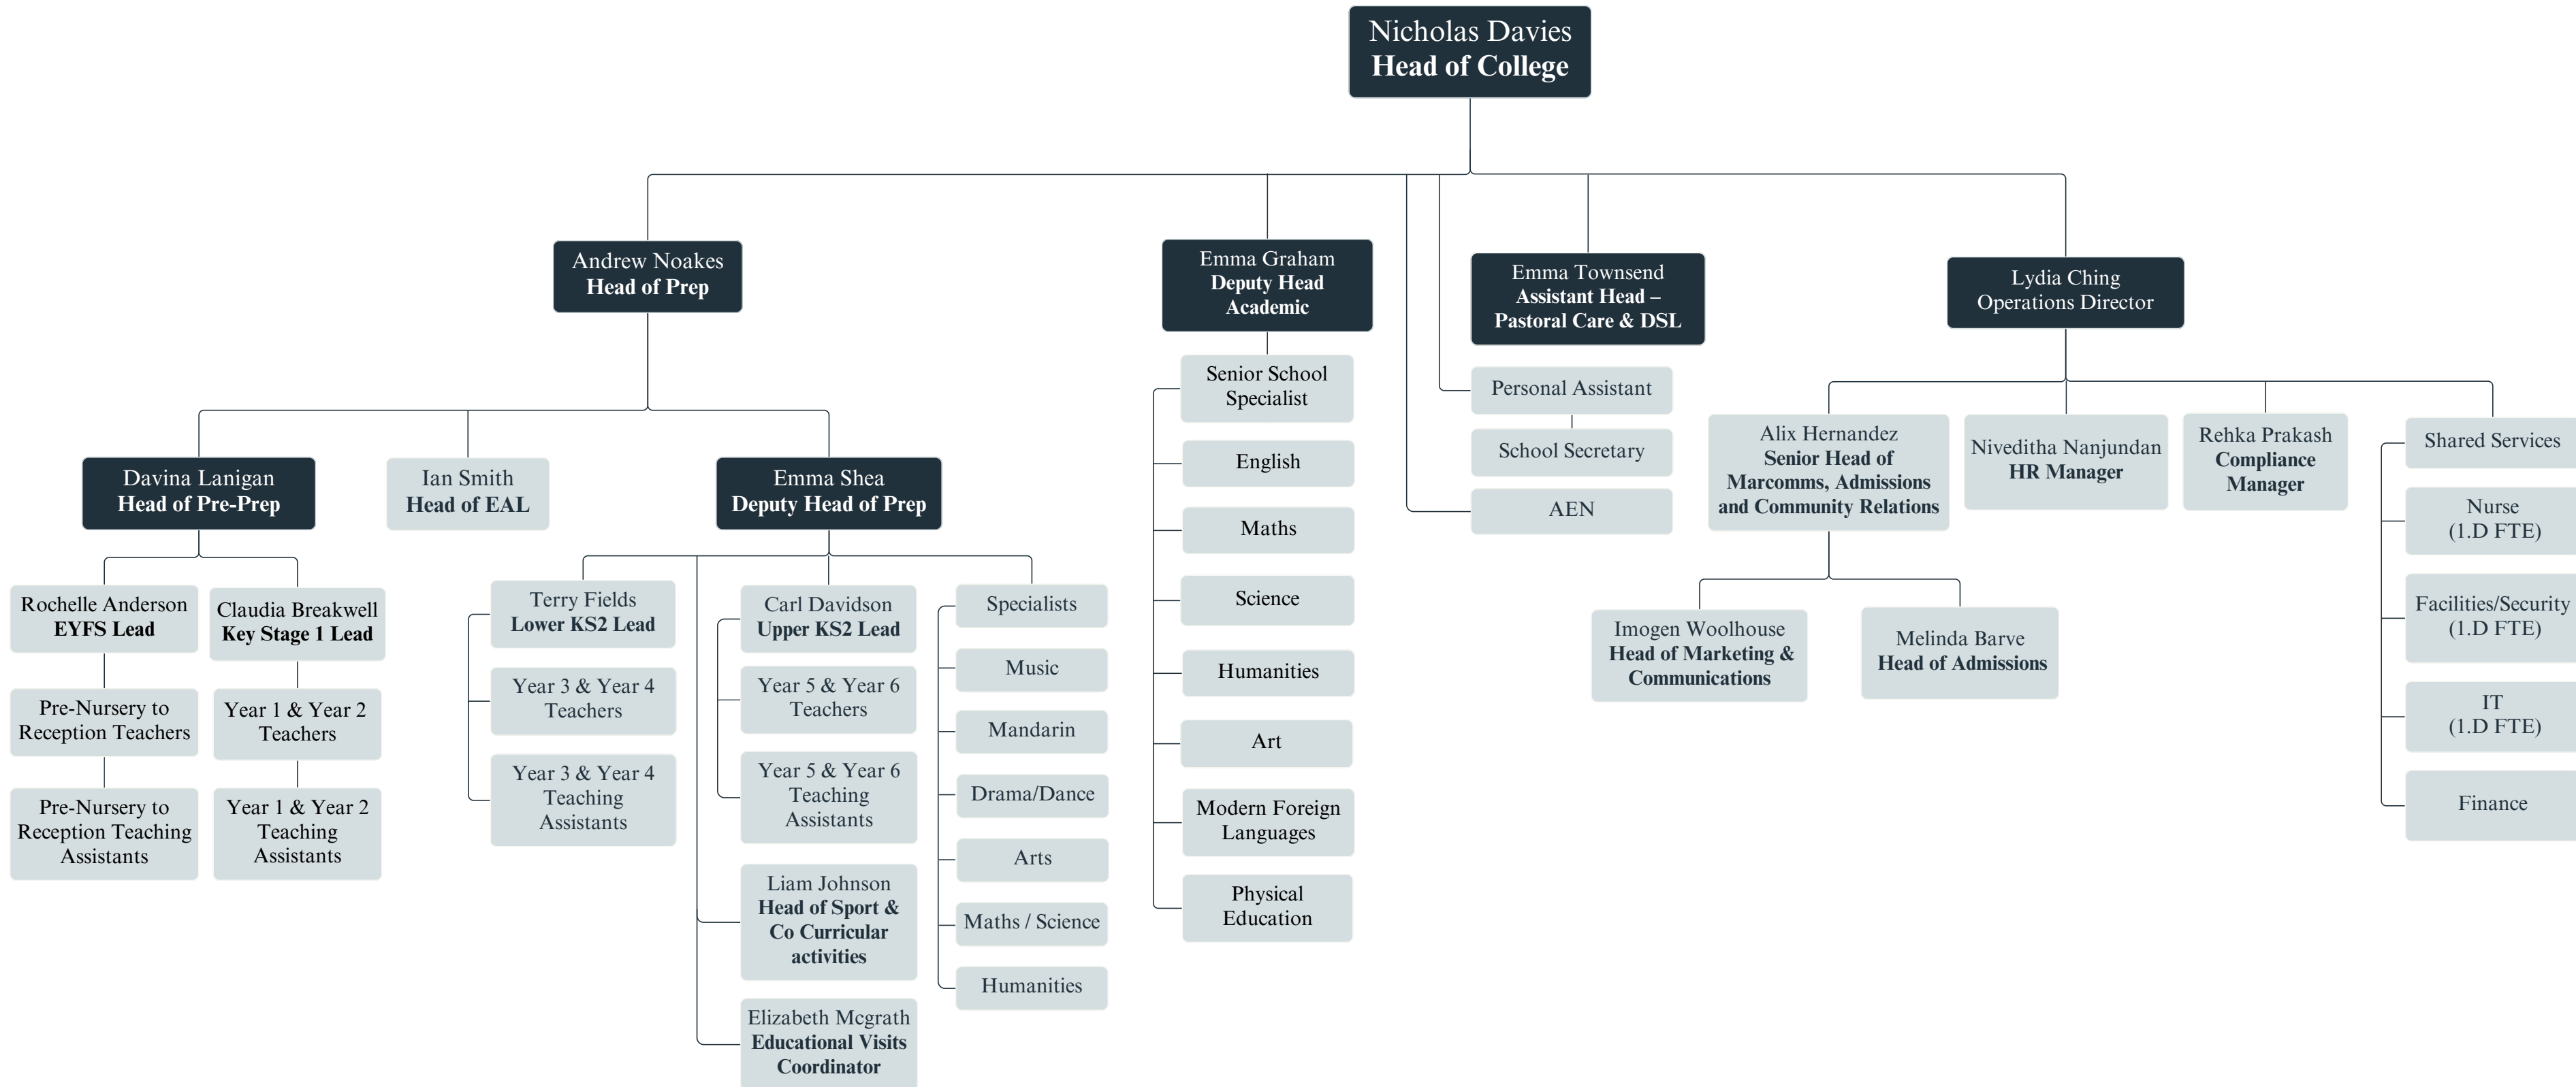 Nicholas Davies
Head of College
Andrew Noakes
Head of Prep
Emma Graham
Deputy Head
Academic
Emma Townsend
Assistant Head –
Pastoral Care & DSL
Lydia Ching
Operations Director
Davina Lanigan
Head of Pre-Prep
Ian Smith
Head of EAL
Emma Shea
Deputy Head of Prep
Rochelle Anderson
EYFS Lead
Pre-Nursery to
Reception Teachers
Pre-Nursery to
Reception Teaching
Assistants
Claudia Breakwell
Key Stage 1 Lead
Year 1 & Year 2
Teachers
Year 1 & Year 2
Teaching
Assistants
Terry Fields
Lower KS2 Lead
Year 3 & Year 4
Teachers
Year 3 & Year 4
Teaching
Assistants
Carl Davidson
Upper KS2 Lead
Year 5 & Year 6
Teachers
Year 5 & Year 6
Teaching
Assistants
Liam Johnson
Head of Sport &
Co Curricular
activities
Elizabeth Mcgrath
Educational Visits
Coordinator
Specialists
Music
Mandarin
Drama/Dance
Arts
Maths / Science
Humanities
Senior School
Specialist
English
Maths
Science
Humanities
Art
Modern Foreign
Languages
Physical
Education
Personal Assistant
School Secretary
AEN
Alix Hernandez
Senior Head of
Marcomms, Admissions
and Community Relations
Niveditha Nanjundan
HR Manager
Rehka Prakash
Compliance
Manager
Imogen Woolhouse
Head of Marketing &
Communications
Melinda Barve
Head of Admissions
Shared Services
Nurse
(1.D FTE)
Facilities/Security
(1.D FTE)
IT
(1.D FTE)
Finance